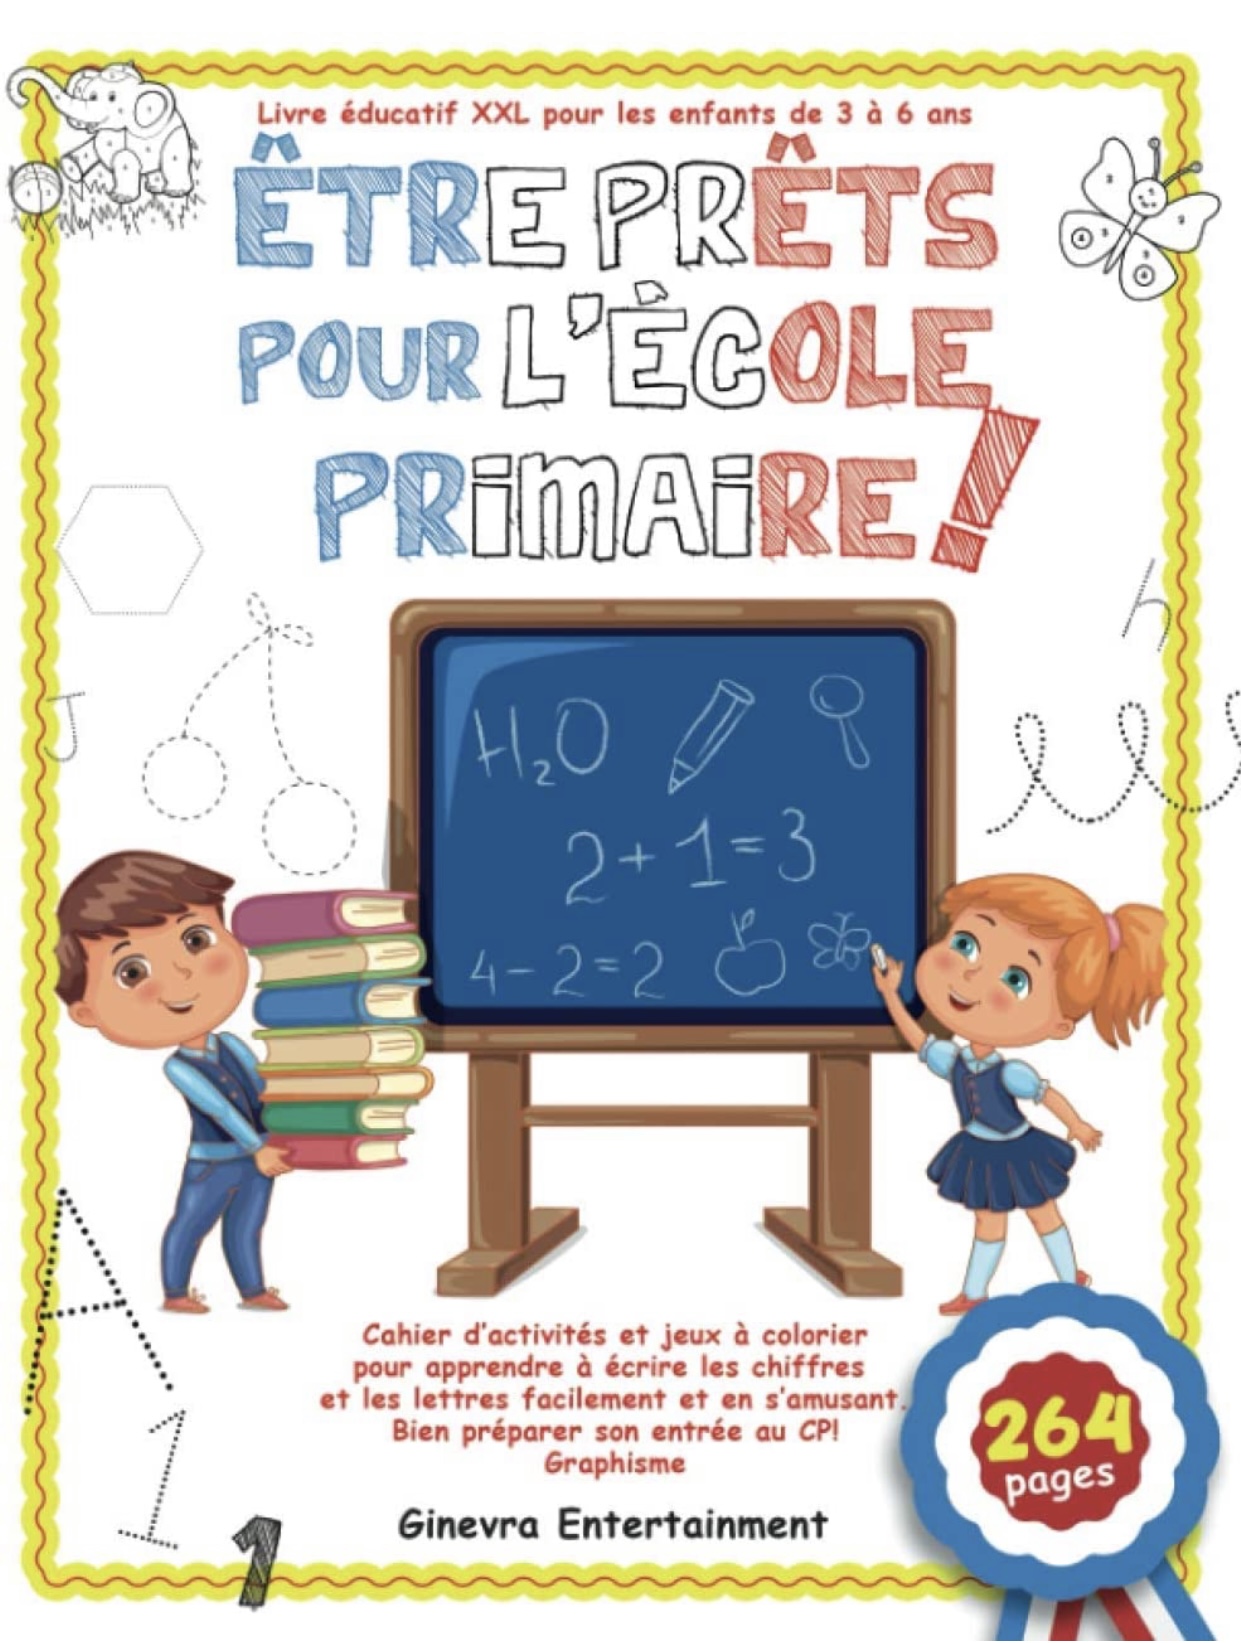 Livre éducatif XXL pour les enfants de 3 à 6 ans
ÊTRE PRÊTS
POUR L'ÈCOLE
PRiMAiRE!
h
J
H₂O
2+1=3
4-2=2
A
1
1
Cahier d'activités et jeux à colorier
pour apprendre à écrire les chiffres
et les lettres facilement et en s'amusant.
Bien préparer son entrée au CP!
Graphisme
Ginevra Entertainment
264
pages